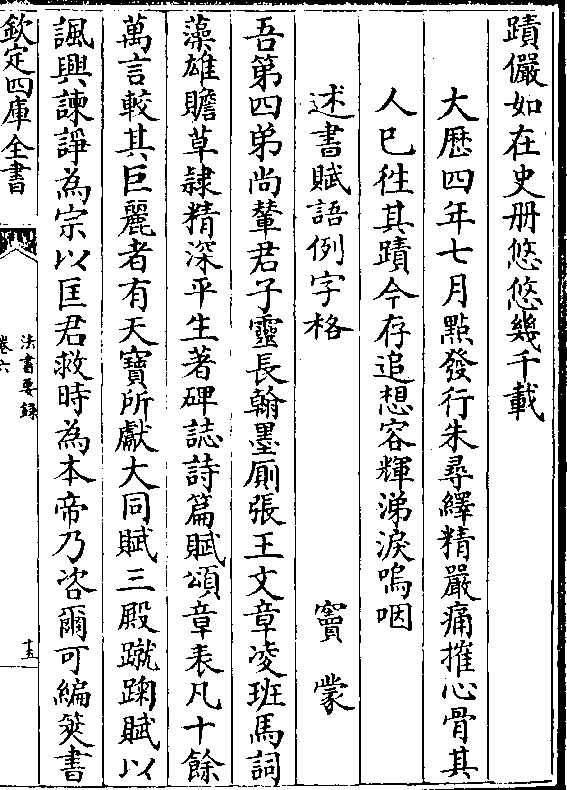 蹟儼如在史册悠悠幾千載
大厯四年七月㸃發行朱尋繹精嚴痛摧心骨其
人已徃其蹟今存追想容輝涕淚嗚咽
述書賦語例字格 竇蒙
吾第四弟尚輦君子靈長翰墨厠張王文章凌班馬詞
藻雄贍草隸精深平生著碑誌詩篇賦頌章表凡十餘
萬言較其巨麗者有天寶所獻大同賦三殿蹴踘賦以
諷興諫諍為宗以匡君救時為本帝乃咨爾可編筴書
欽定四庫全書
法書要錄
卷六
十五